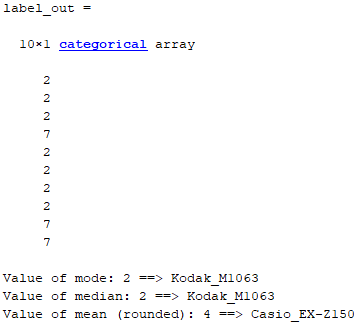 label_out =
10×1 categorical array
2
2
2
7
2
2
2
2
7
7
Value of mode: 2 ==> Kodak_M1063
Value of median: 2 ==> Kodak_M1063
Value of mean (rounded): 4 ==> Casio_EX-Z150